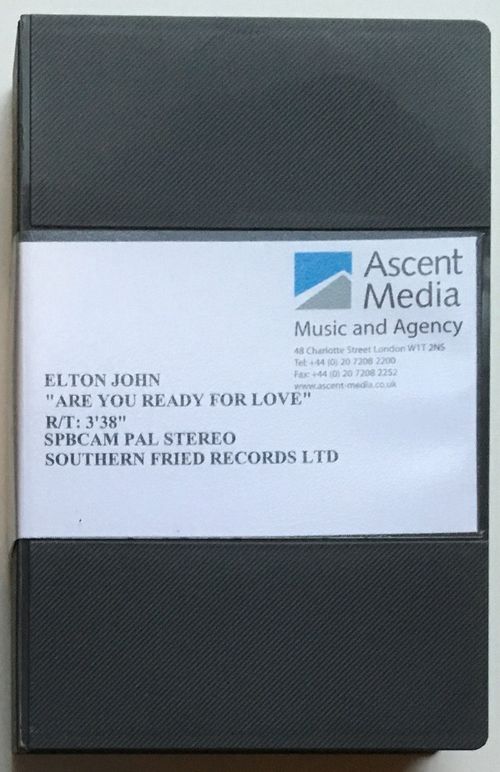 Ascent
Media
Music and Agency
48 Charlotte Street London W1T 2NS
Tel: +44 (0) 20 7208 2200
Fax: +44 (0) 20 7208 2252
www.ascent-media.co.uk
ELTON JOHN
"ARE YOU READY FOR LOVE"
R/T: 3'38"
SPBCAM PAL STEREO
SOUTHERN FRIED RECORDS LTD